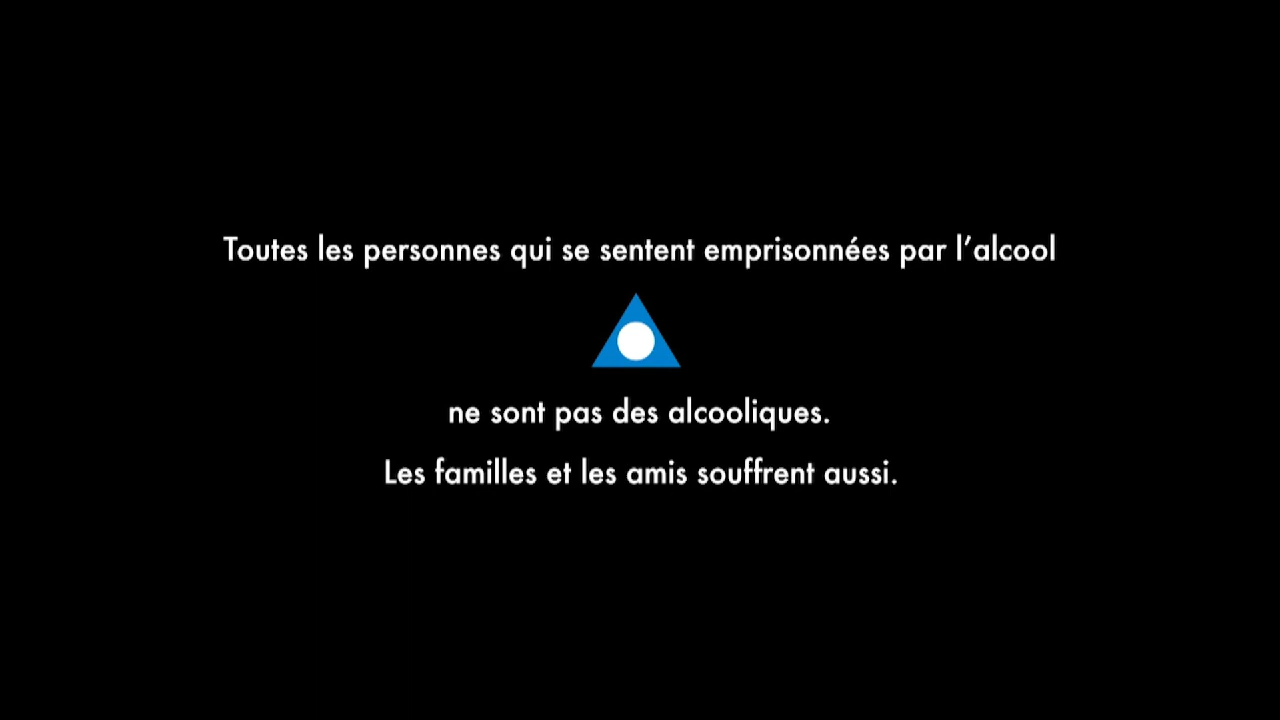 Toutes les personnes qui se sentent emprisonnées par l’alcool
ne sont pas des alcooliques.
Les familles et les amis souffrent aussi.